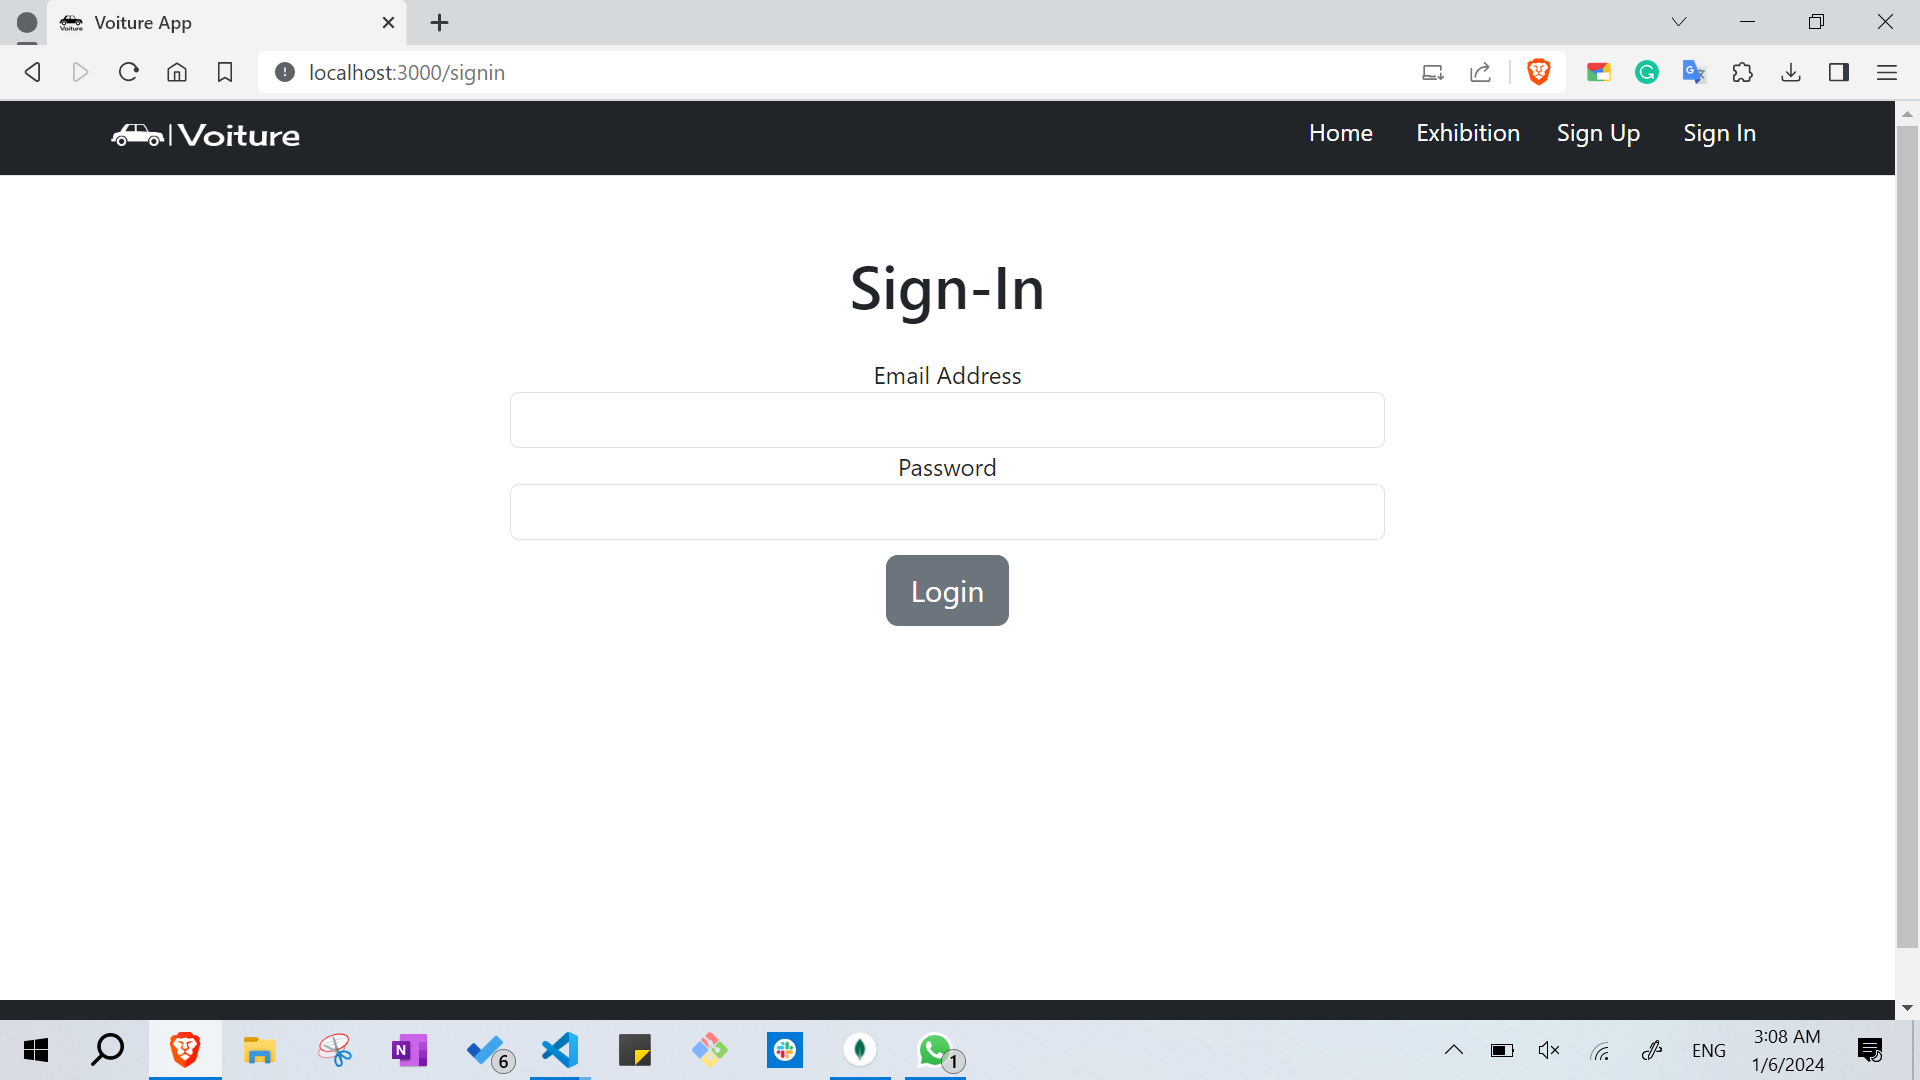 Voiture App
localhost:3000/signin
Voiture
Home
Exhibition
Sign Up
Sign In
Sign-In
Email Address
Password
Login
N
6
1
ENG
3:08 AM
1/6/2024